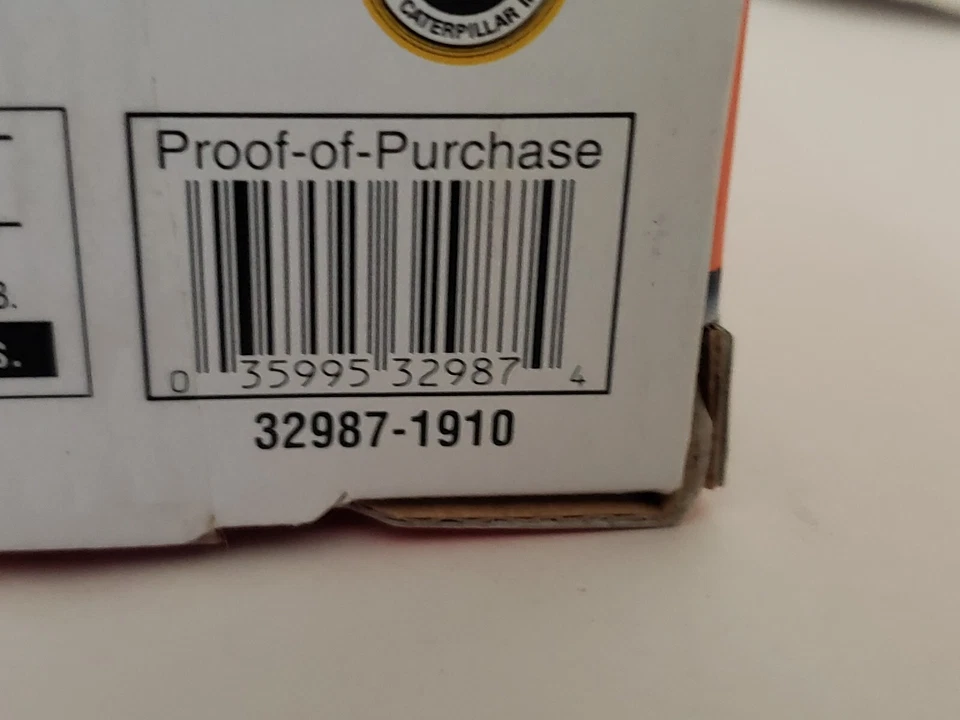 CATERPILLAR
Proof-of-Purchase
0 35995 32987 4
32987-1910